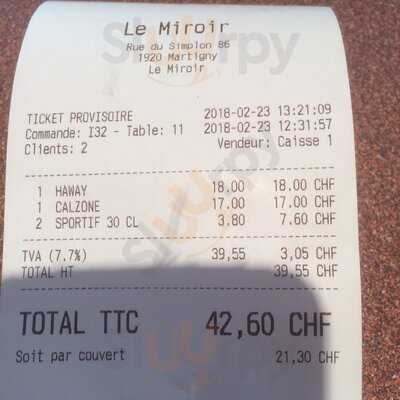 Le Miroir
Rue du Simplon 86
1920 Martigny
Le Miroir
TICKET PROVISOIRE 2018-02-23 13:21:09
Commande: I32 - Table: 11 2018-02-23 12:31:57
Clients: 2 Vendeur: Caisse 1
1 HAWAY 18.00 18.00 CHF
1 CALZONE 17.00 17.00 CHF
2 SPORTIF 30 CL 3.80 7.60 CHF
TVA (7.7%) 39,55 3,05 CHF
TOTAL HT 39,55 CHF
TOTAL TTC 42,60 CHF
Soit par couvert 21,30 CHF